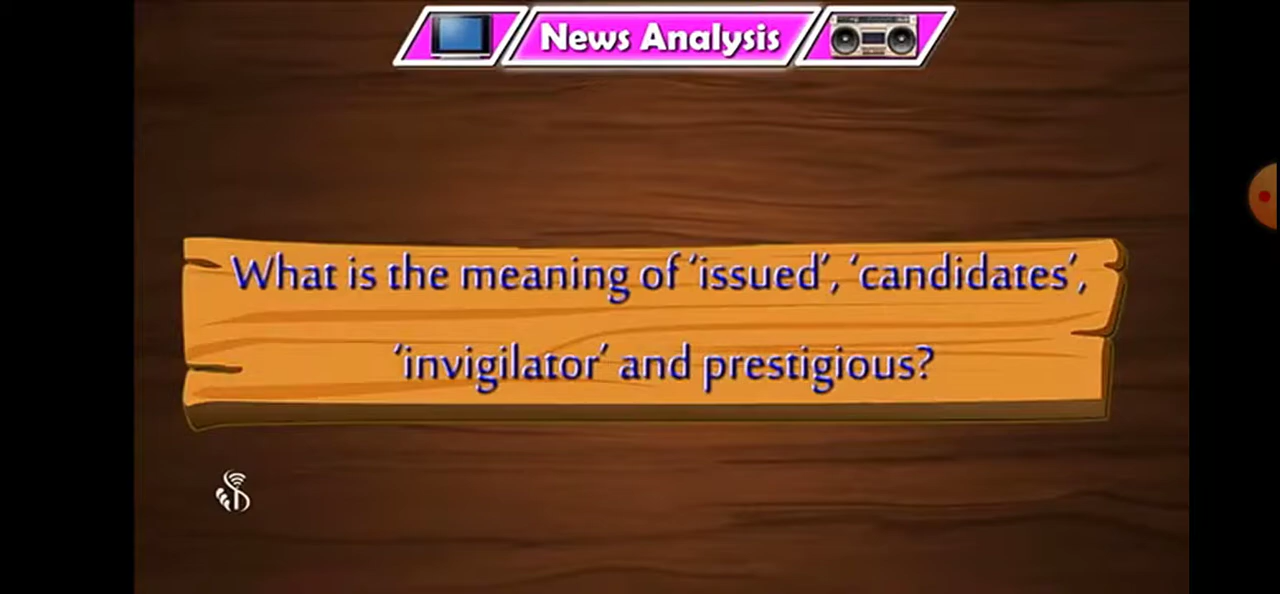 News Analysis
What is the meaning of ‘issued’, ‘candidates’,
‘invigilator’ and prestigious?